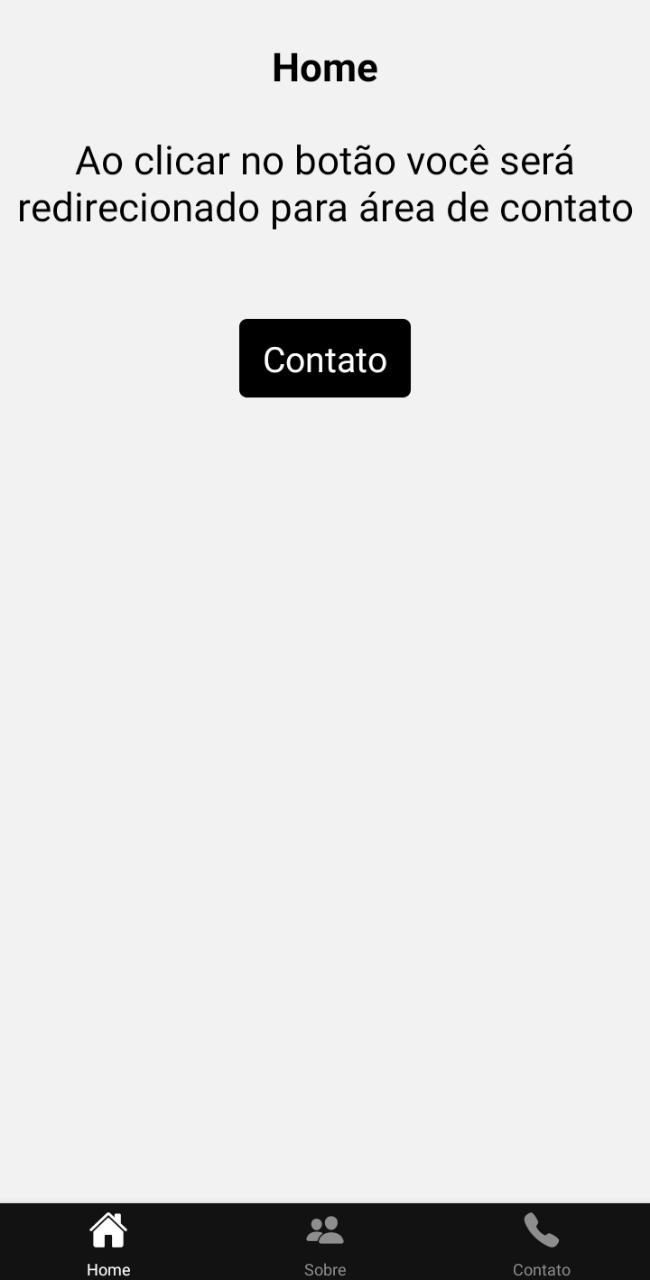 Home
Ao clicar no botão você será
redirecionado para área de contato
Contato
Home
Sobre
Contato